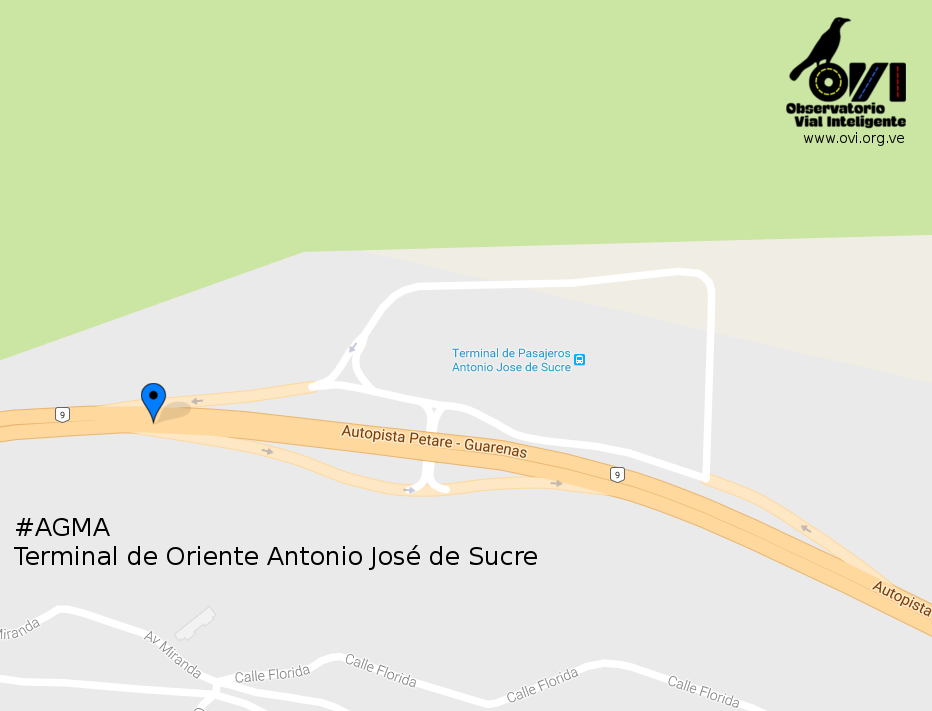 OVI
Observatorio
Vial Inteligente
www.ovi.org.ve
Terminal de Pasajeros
Antonio Jose de Sucre
9
Autopista Petare - Guarenas
9
#AGMA
Terminal de Oriente Antonio José de Sucre
Autopista
Miranda
Av Miranda
Calle Florida
Calle Florida
Calle Florida
Calle Florida